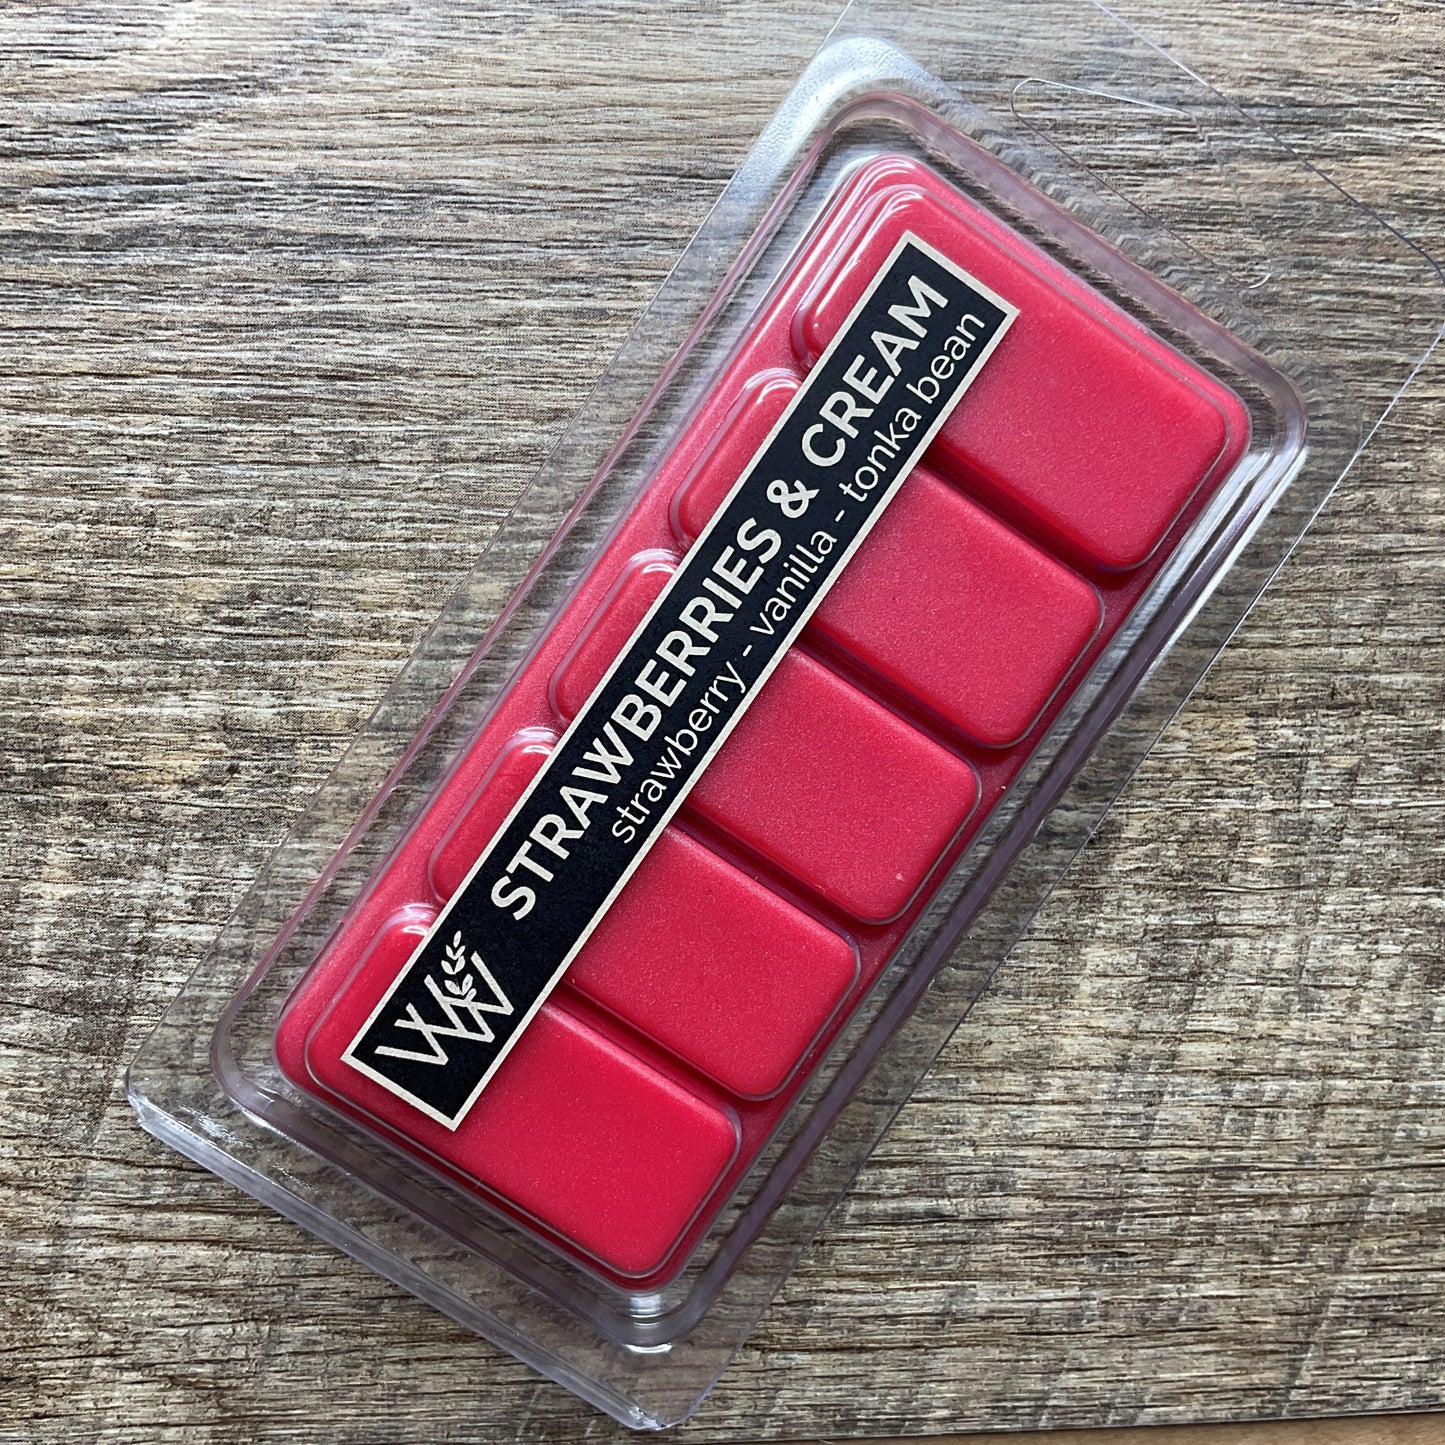 W
STRAWBERRIES & CREAM
strawberry - vanilla - tonka bean